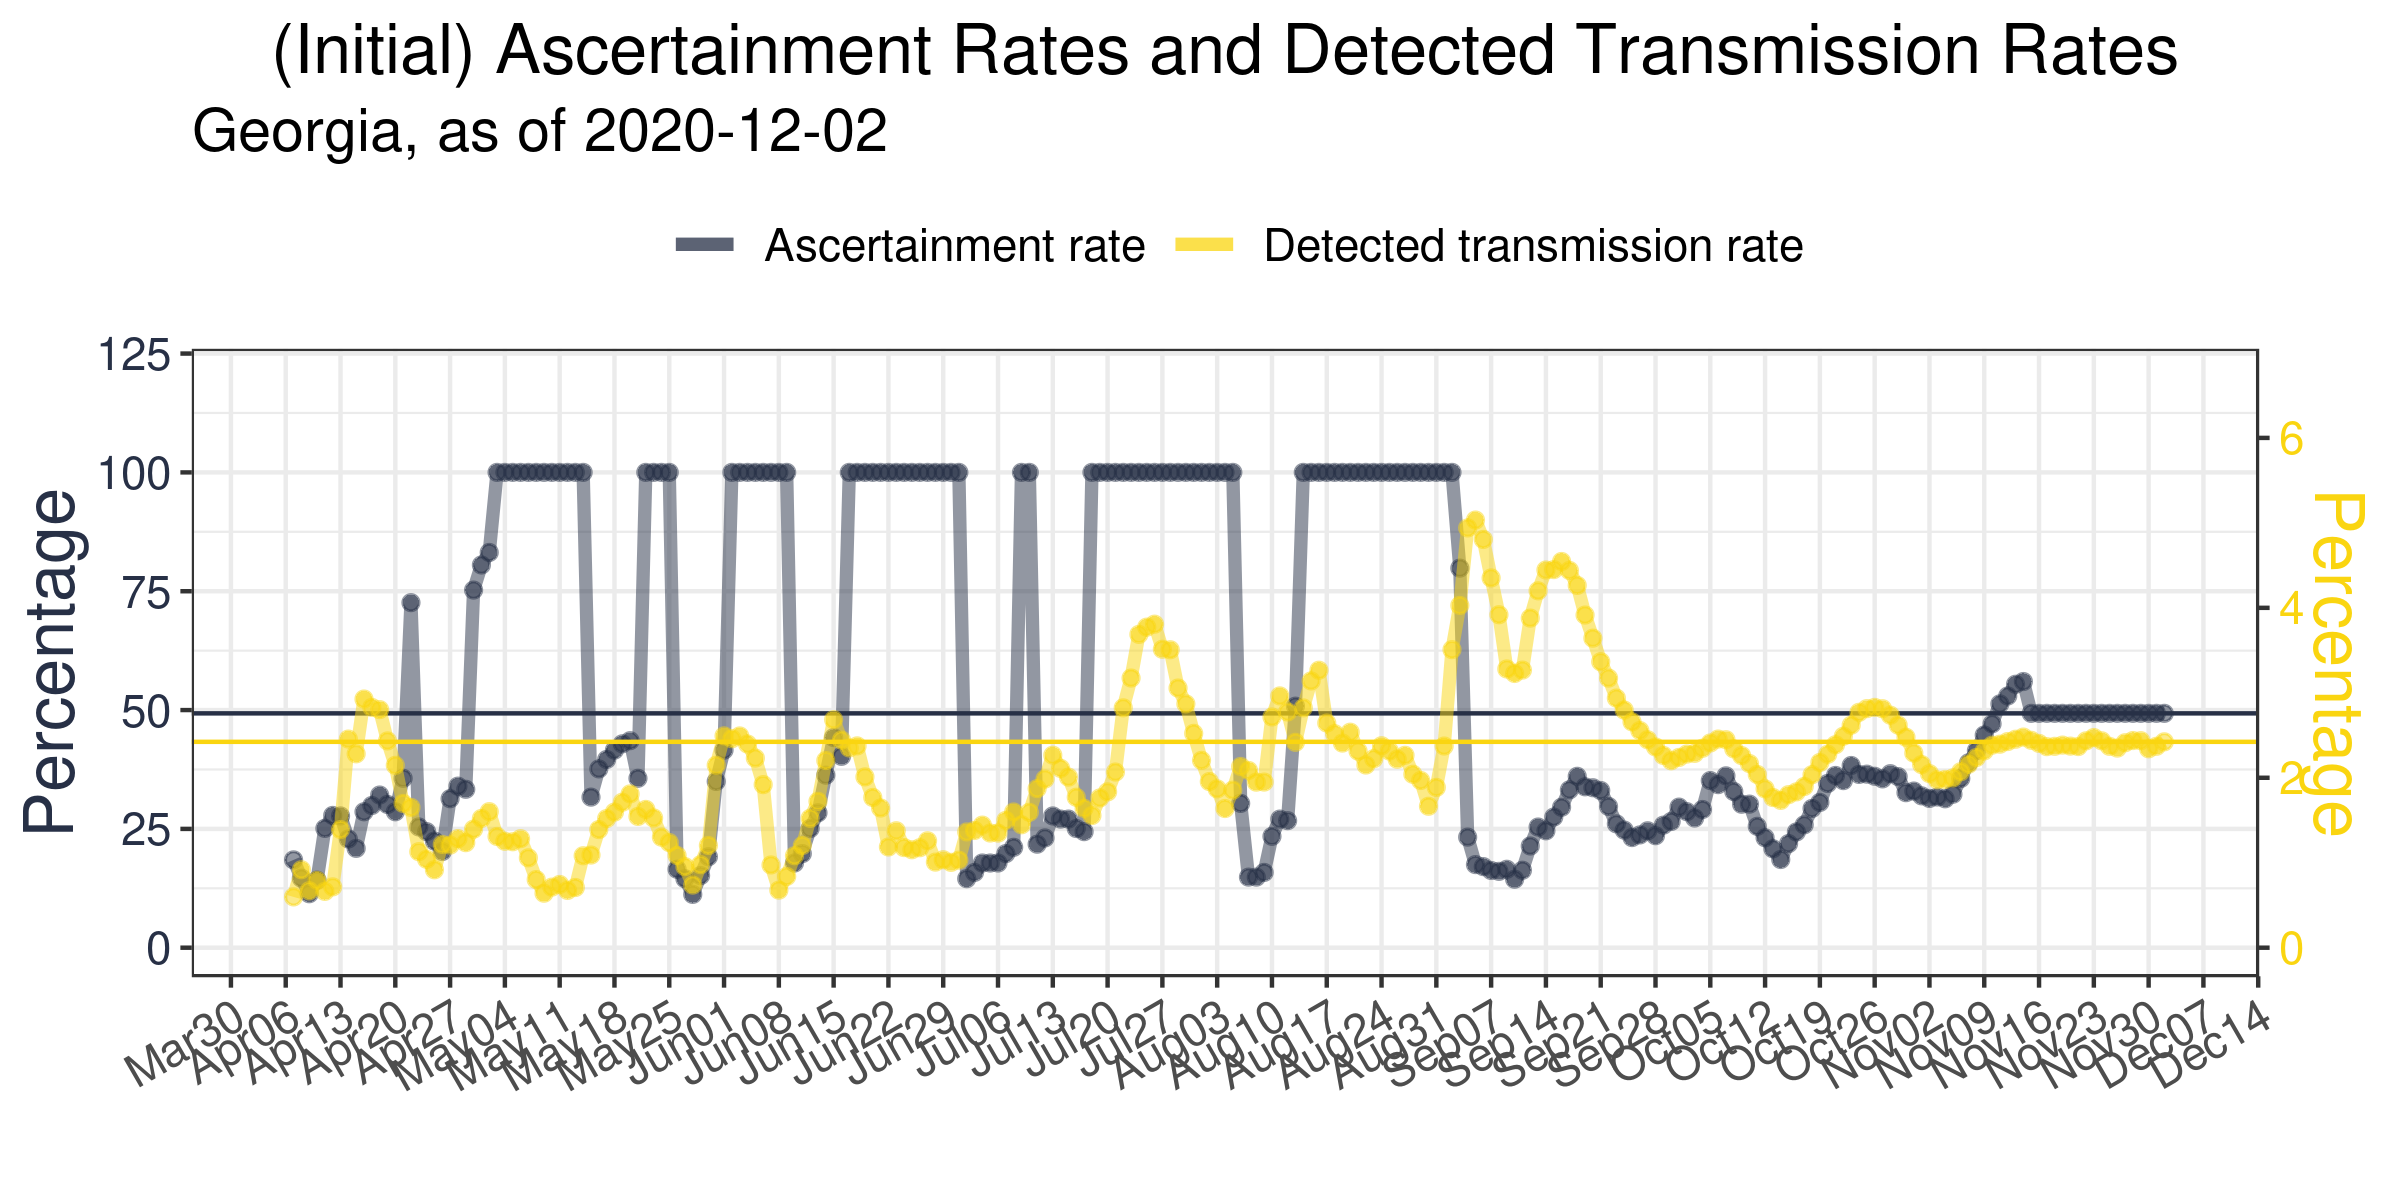 (Initial) Ascertainment Rates and Detected Transmission Rates
Georgia, as of 2020-12-02
Ascertainment rate
Detected transmission rate
125
100
75
50
25
0
Percentage
6
4
2
0
Percentage
Mar30
Apr06
Apr13
Apr20
Apr27
May04
May11
May18
May25
Jun01
Jun08
Jun15
Jun22
Jun29
Jul06
Jul13
Jul20
Jul27
Aug03
Aug10
Aug17
Aug24
Aug31
Sep07
Sep14
Sep21
Sep28
Oct05
Oct12
Oct19
Oct26
Nov02
Nov09
Nov16
Nov23
Nov30
Dec07
Dec14